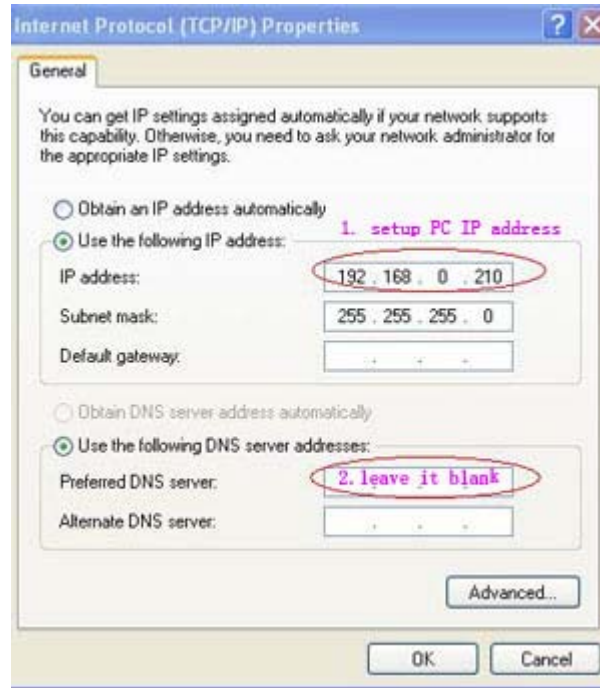 Internet Protocol (TCP/IP) Properties
General
You can get IP settings assigned automatically if your network supports
this capability. Otherwise, you need to ask your network administrator for
the appropriate IP settings.
Obtain an IP address automatically
1. setup PC IP address
Use the following IP address:
IP address: 192 . 168 . 0 . 210
Subnet mask: 255 . 255 . 255 . 0
Default gateway: . . .
Obtain DNS server address automatically
Use the following DNS server addresses:
Preferred DNS server: 2. leave it blank
Alternate DNS server: . . .
Advanced...
OK Cancel